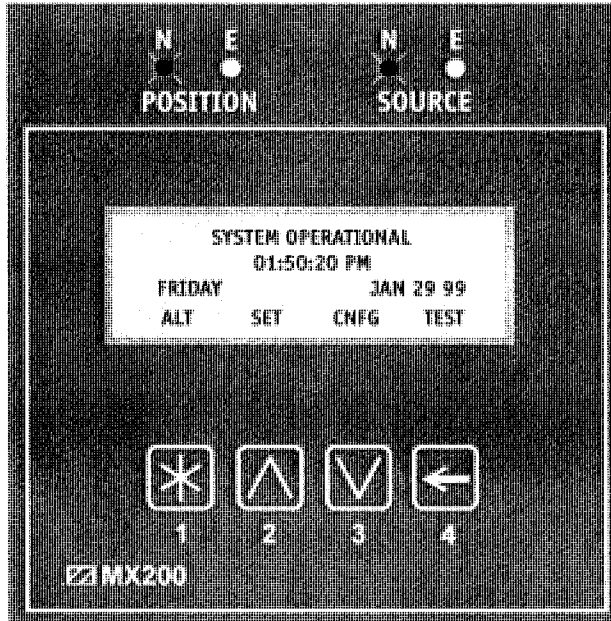 N E N E
POSITION SOURCE
SYSTEM OPERATIONAL
01:50:20 PM
FRIDAY JAN 29 99
ALT SET CNFG TEST
1 2 3 4
MX200